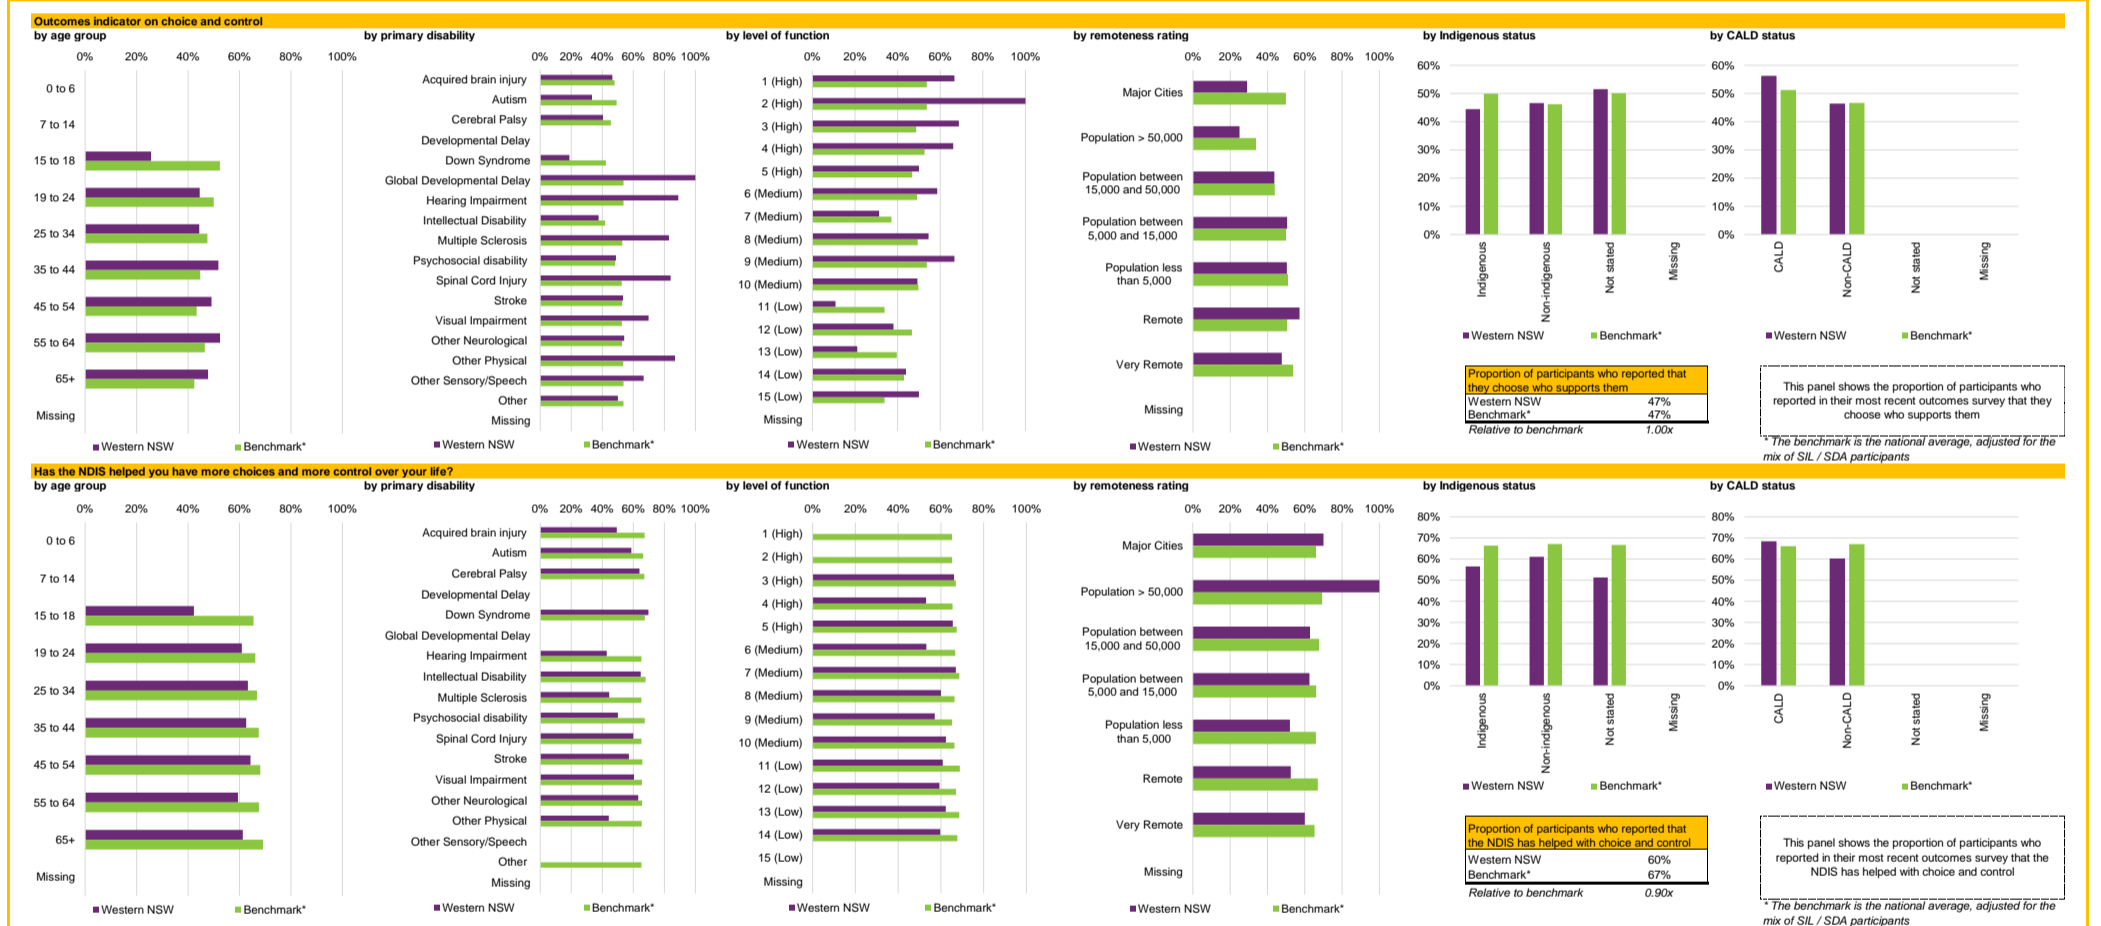 Outcomes indicator on choice and control
by age group
0% 20% 40% 60% 80% 100%
0 to 6
7 to 14
15 to 18
19 to 24
25 to 34
35 to 44
45 to 54
55 to 64
65+
Missing
Western NSW Benchmark*
by primary disability
0% 20% 40% 60% 80% 100%
Acquired brain injury
Autism
Cerebral Palsy
Developmental Delay
Down Syndrome
Global Developmental Delay
Hearing Impairment
Intellectual Disability
Multiple Sclerosis
Psychosocial disability
Spinal Cord Injury
Stroke
Visual Impairment
Other Neurological
Other Physical
Other Sensory/Speech
Other
Missing
Western NSW Benchmark*
by level of function
0% 20% 40% 60% 80% 100%
1 (High)
2 (High)
3 (High)
4 (High)
5 (High)
6 (Medium)
7 (Medium)
8 (Medium)
9 (Medium)
10 (Medium)
11 (Low)
12 (Low)
13 (Low)
14 (Low)
15 (Low)
Missing
Western NSW Benchmark*
by remoteness rating
0% 20% 40% 60% 80% 100%
Major Cities
Population > 50,000
Population between
15,000 and 50,000
Population between
5,000 and 15,000
Population less
than 5,000
Remote
Very Remote
Missing
Western NSW Benchmark*
by Indigenous status
60%
50%
40%
30%
20%
10%
0%
Indigenous
Non-indigenous
Not stated
Missing
Western NSW Benchmark*
by CALD status
60%
50%
40%
30%
20%
10%
0%
CALD
Non-CALD
Not stated
Missing
Western NSW Benchmark*
Proportion of participants who reported that
they choose who supports them
Western NSW 47%
Benchmark* 47%
Relative to benchmark 1.00x
This panel shows the proportion of participants who
reported in their most recent outcomes survey that they
choose who supports them
* The benchmark is the national average, adjusted for the
mix of SIL / SDA participants
Has the NDIS helped you have more choices and more control over your life?
by age group
0% 20% 40% 60% 80% 100%
0 to 6
7 to 14
15 to 18
19 to 24
25 to 34
35 to 44
45 to 54
55 to 64
65+
Missing
Western NSW Benchmark*
by primary disability
0% 20% 40% 60% 80% 100%
Acquired brain injury
Autism
Cerebral Palsy
Developmental Delay
Down Syndrome
Global Developmental Delay
Hearing Impairment
Intellectual Disability
Multiple Sclerosis
Psychosocial disability
Spinal Cord Injury
Stroke
Visual Impairment
Other Neurological
Other Physical
Other Sensory/Speech
Other
Missing
Western NSW Benchmark*
by level of function
0% 20% 40% 60% 80% 100%
1 (High)
2 (High)
3 (High)
4 (High)
5 (High)
6 (Medium)
7 (Medium)
8 (Medium)
9 (Medium)
10 (Medium)
11 (Low)
12 (Low)
13 (Low)
14 (Low)
15 (Low)
Missing
Western NSW Benchmark*
by remoteness rating
0% 20% 40% 60% 80% 100%
Major Cities
Population > 50,000
Population between
15,000 and 50,000
Population between
5,000 and 15,000
Population less
than 5,000
Remote
Very Remote
Missing
Western NSW Benchmark*
by Indigenous status
80%
70%
60%
50%
40%
30%
20%
10%
0%
Indigenous
Non-indigenous
Not stated
Missing
Western NSW Benchmark*
by CALD status
80%
70%
60%
50%
40%
30%
20%
10%
0%
CALD
Non-CALD
Not stated
Missing
Western NSW Benchmark*
Proportion of participants who reported that
the NDIS has helped with choice and control
Western NSW 60%
Benchmark* 67%
Relative to benchmark 0.90x
This panel shows the proportion of participants who
reported in their most recent outcomes survey that the
NDIS has helped with choice and control
* The benchmark is the national average, adjusted for the
mix of SIL / SDA participants